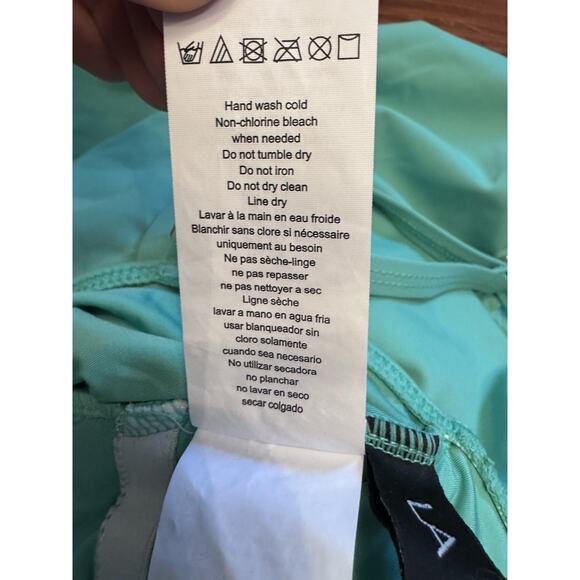 Hand wash cold
Non-chlorine bleach
when needed
Do not tumble dry
Do not iron
Do not dry clean
Line dry
Lavar à la main en eau froide
Blanchir sans clore si nécessaire
uniquement au besoin
Ne pas sèche-linge
ne pas repasser
ne pas nettoyer a sec
Ligne sèche
lavar a mano en agua fria
usar blanqueador sin
cloro solamente
cuando sea necesario
No utilizar secadora
no planchar
no lavar en seco
secar colgado
LA